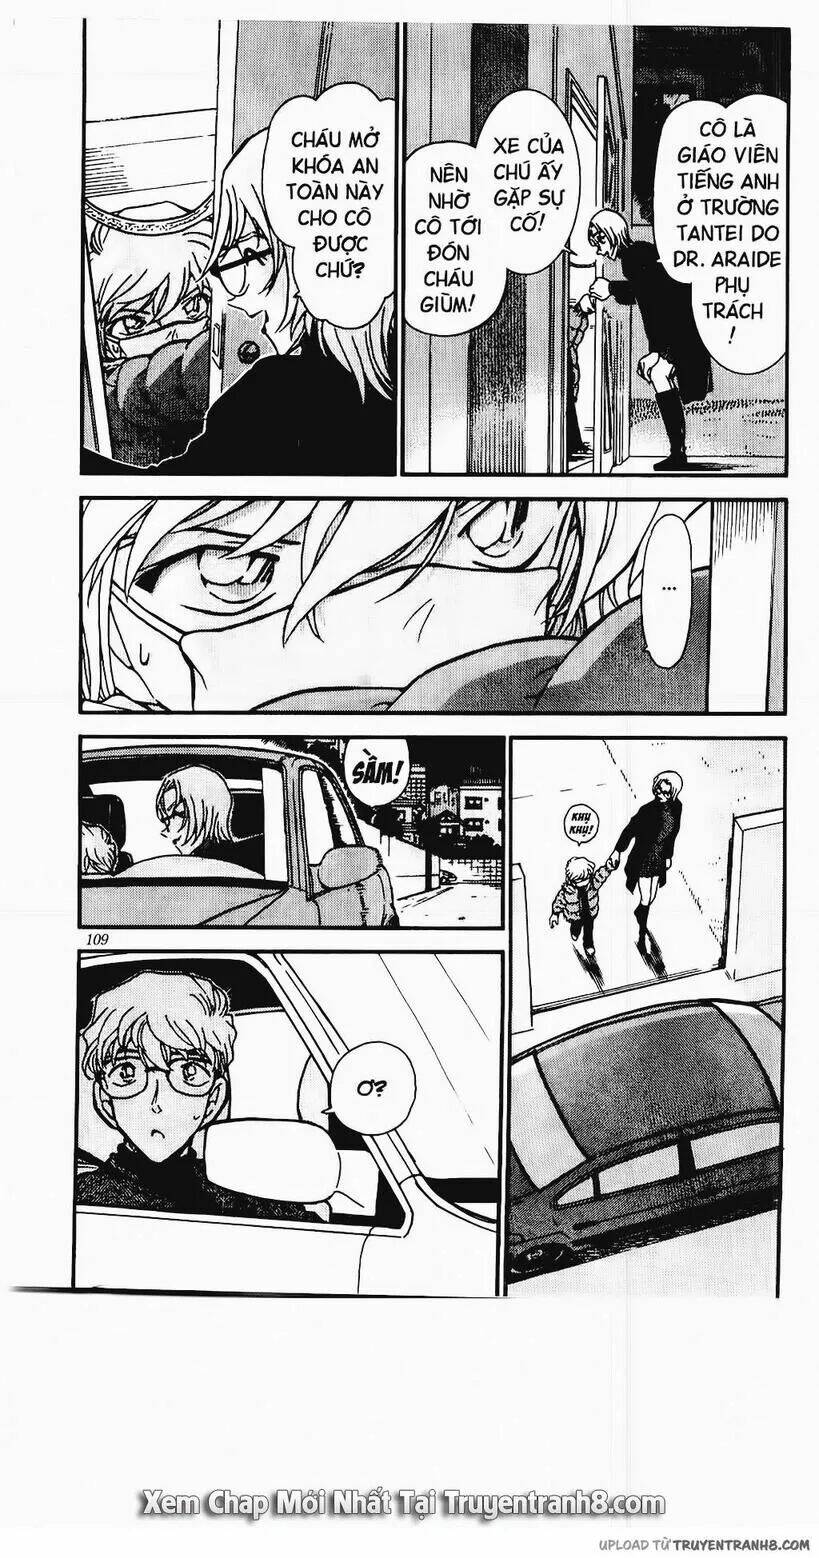 CÔ LÀ
GIÁO VIÊN
TIẾNG ANH
Ở TRƯỜNG
TANTEI DO
DR. ARAIDE
PHỤ
TRÁCH
!
XE CỦA
CHÚ ẤY
GẶP SỰ
CỐ!
NÊN
NHỜ
CÔ TỚI
ĐÓN
CHÁU
GIÙM!
CHÁU MỞ
KHÓA AN
TOÀN NÀY
CHO CÔ
ĐƯỢC
CHỨ?
...
KHỤ
KHỤ!
SẦM!
109
Ơ?
Xem Chap Mới Nhất Tại Truyentranh8.com
UPLOAD TỪ TRUYENTRANH8.COM